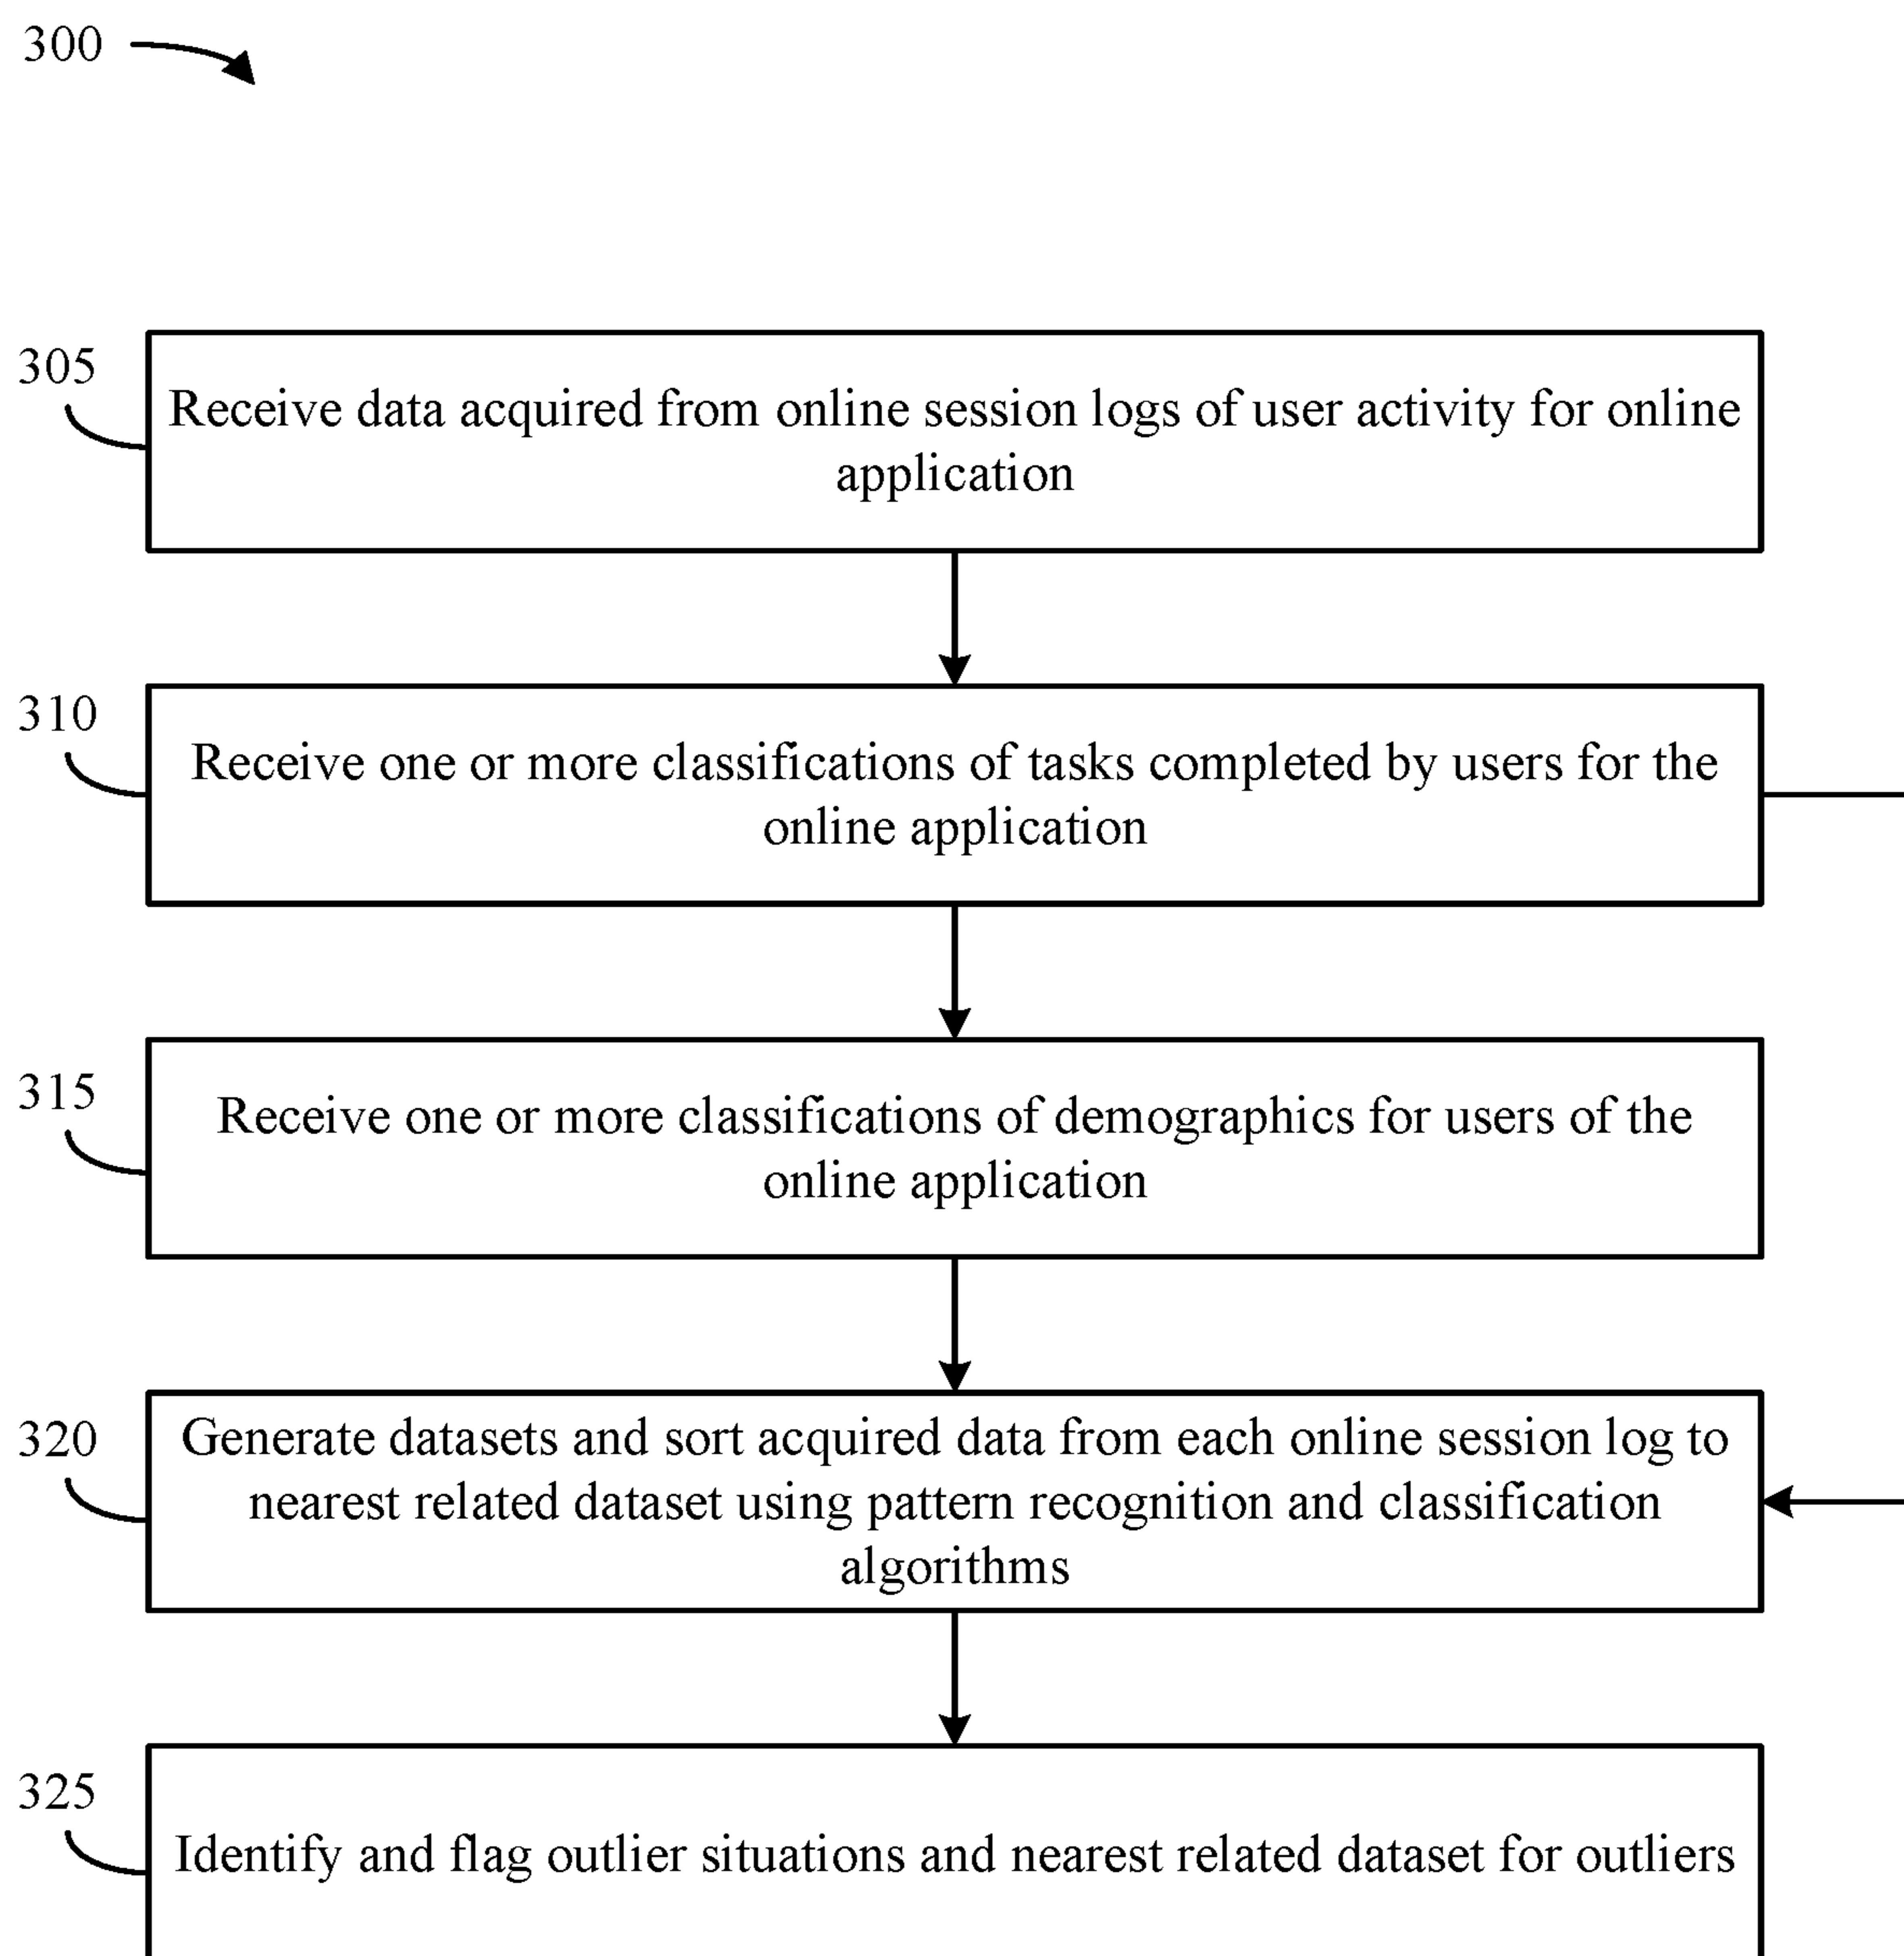 300
305
Receive data acquired from online session logs of user activity for online
application
310
Receive one or more classifications of tasks completed by users for the
online application
315
Receive one or more classifications of demographics for users of the
online application
320
Generate datasets and sort acquired data from each online session log to
nearest related dataset using pattern recognition and classification
algorithms
325
Identify and flag outlier situations and nearest related dataset for outliers